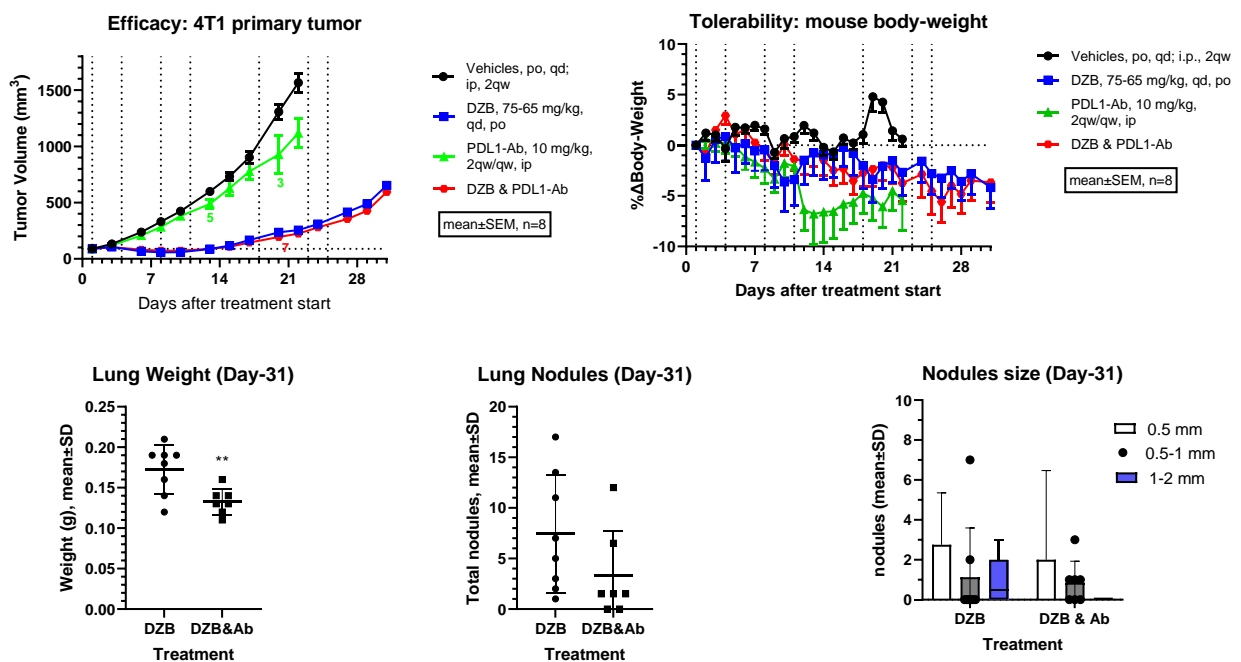 Efficacy: 4T1 primary tumor
Tumor Volume (mm³)
1500
1000
500
0
0
7
14
21
28
Days after treatment start
5
3
7
Vehicles, po, qd;
ip, 2qw
DZB, 75-65 mg/kg,
qd, po
PDL1-Ab, 10 mg/kg,
2qw/qw, ip
DZB & PDL1-Ab
mean±SEM, n=8
Tolerability: mouse body-weight
%ΔBody-Weight
10
5
0
-5
-10
0
7
14
21
28
Days after treatment start
Vehicles, po, qd; i.p., 2qw
DZB, 75-65 mg/kg, qd, po
PDL1-Ab, 10 mg/kg,
2qw/qw, ip
DZB & PDL1-Ab
mean±SEM, n=8
Lung Weight (Day-31)
Weight (g), mean±SD
0.25
0.20
0.15
0.10
0.05
0.00
**
DZB
DZB&Ab
Treatment
Lung Nodules (Day-31)
Total nodules, mean±SD
20
15
10
5
0
DZB
DZB&Ab
Treatment
Nodules size (Day-31)
nodules (mean±SD)
10
8
6
4
2
0
DZB
DZB & Ab
Treatment
0.5 mm
0.5-1 mm
1-2 mm